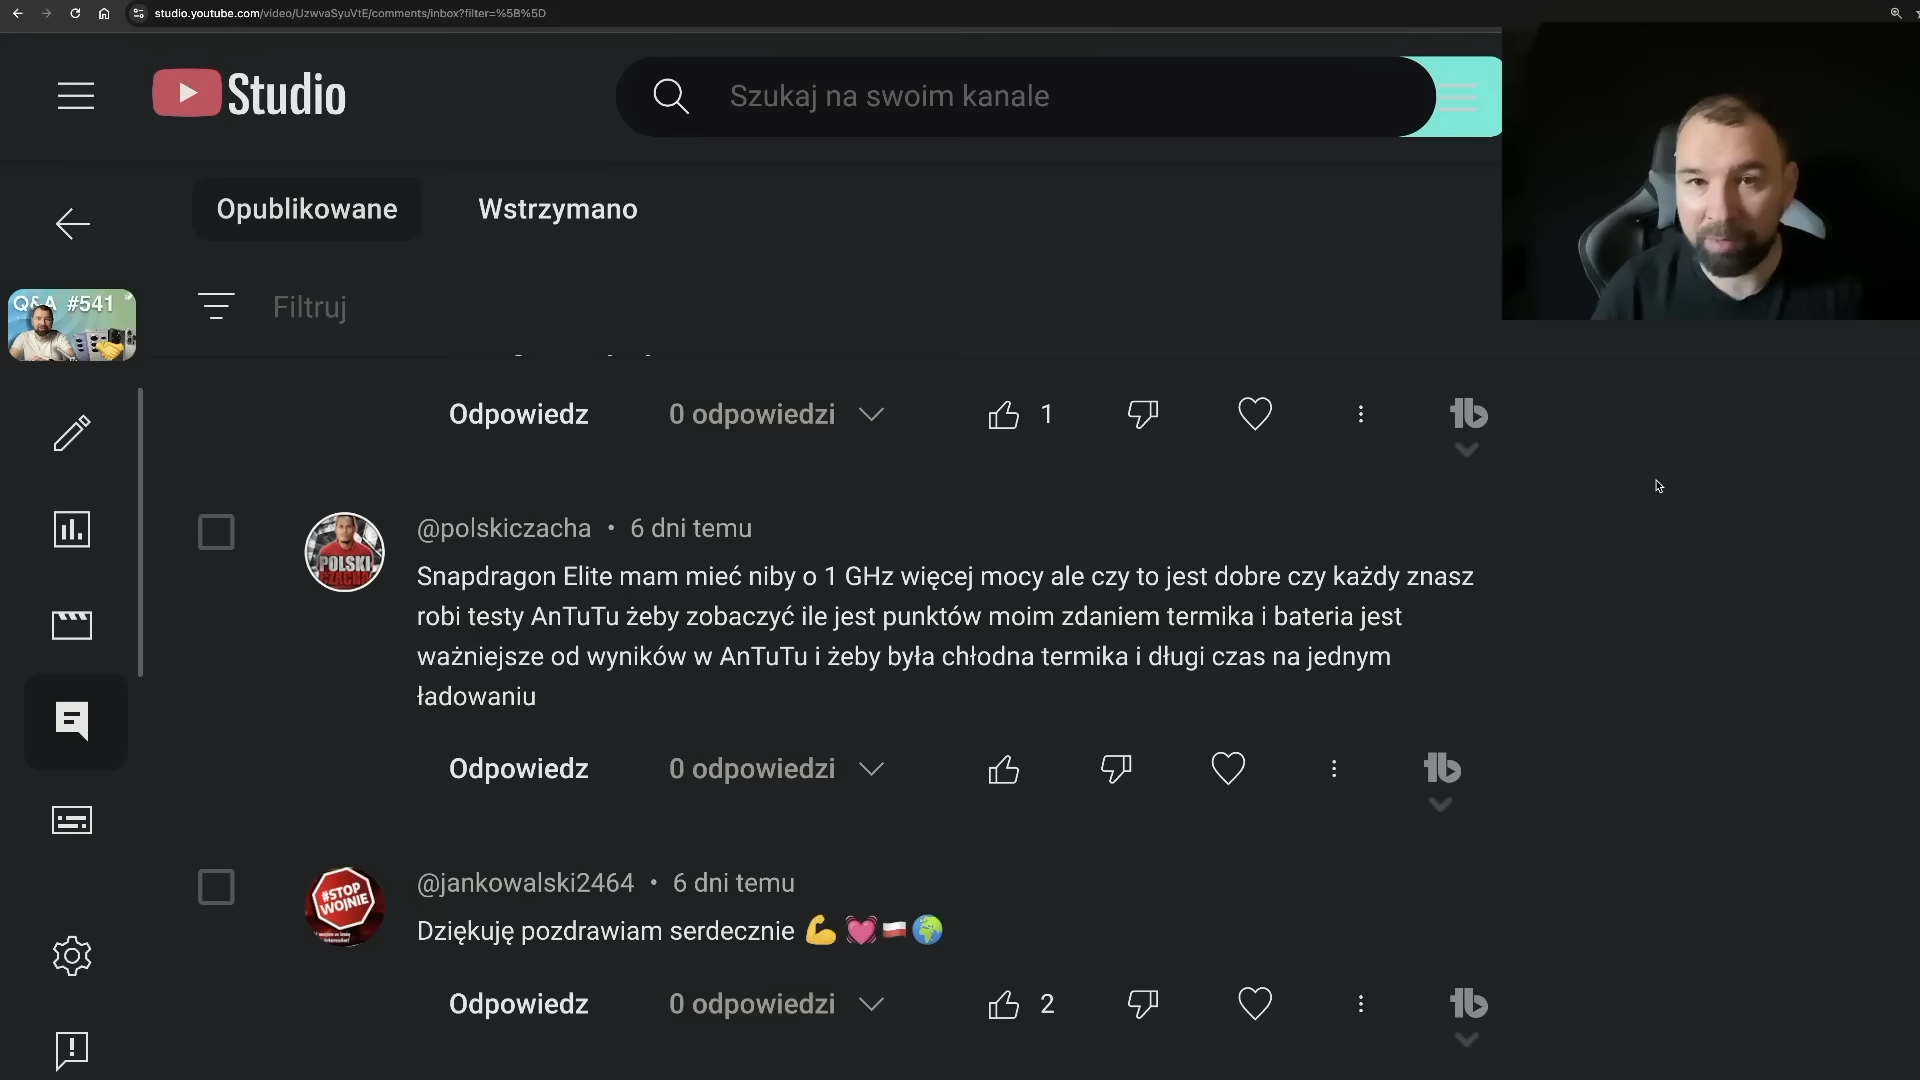 studio.youtube.com/video/UzwvaSyuVtE/comments/inbox?filter=%5B%5D
Studio
Szukaj na swoim kanale
Opublikowane
Wstrzymano
Q&A #541
Filtruj
Odpowiedz
0 odpowiedzi
1
@polskiczacha • 6 dni temu
POLSKI
CZACHA
Snapdragon Elite mam mieć niby o 1 GHz więcej mocy ale czy to jest dobre czy każdy znasz
robi testy AnTuTu żeby zobaczyć ile jest punktów moim zdaniem termika i bateria jest
ważniejsze od wyników w AnTuTu i żeby była chłodna termika i długi czas na jednym
ładowaniu
Odpowiedz
0 odpowiedzi
@jankowalski2464 • 6 dni temu
#STOP
WOJNIE
Dziękuję pozdrawiam serdecznie 💪💓🇵🇱🌍
Odpowiedz
0 odpowiedzi
2